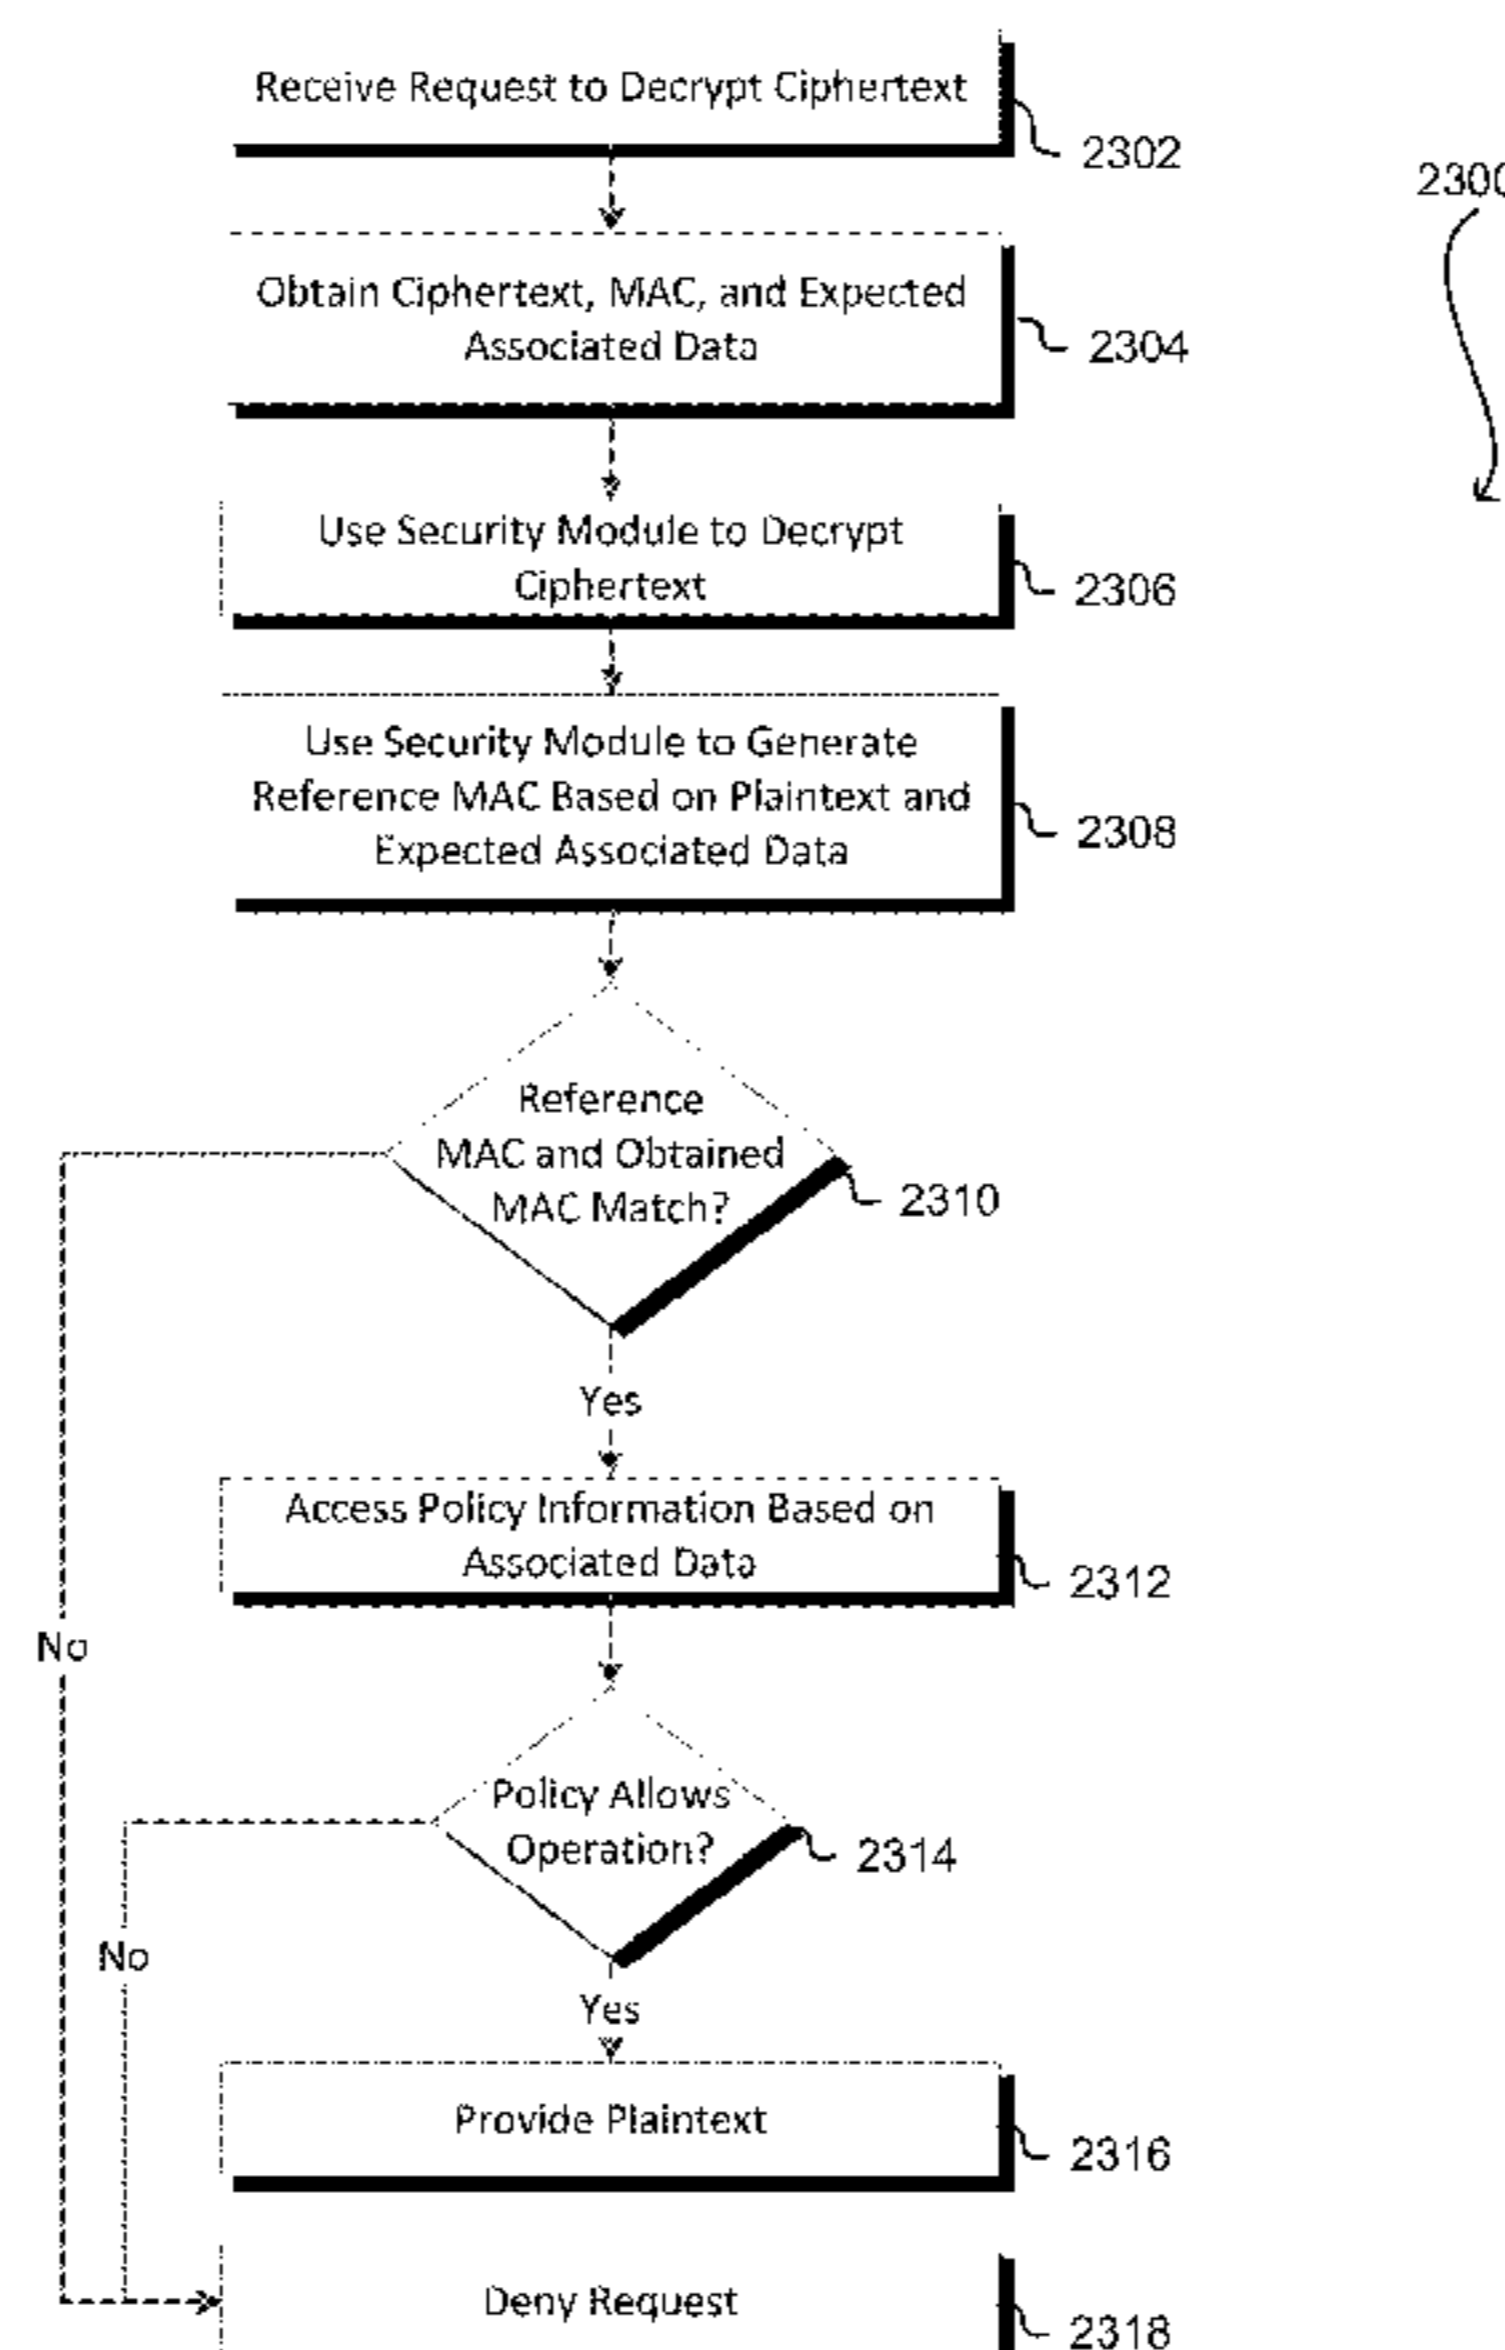 Receive Request to Decrypt Ciphertext
2302
2300
Obtain Ciphertext, MAC, and Expected
Associated Data
2304
Use Security Module to Decrypt
Ciphertext
2306
Use Security Module to Generate
Reference MAC Based on Plaintext and
Expected Associated Data
2308
Reference
MAC and Obtained
MAC Match?
2310
Yes
Access Policy Information Based on
Associated Data
2312
No
Policy Allows
Operation?
2314
No
Yes
Provide Plaintext
2316
Deny Request
2318